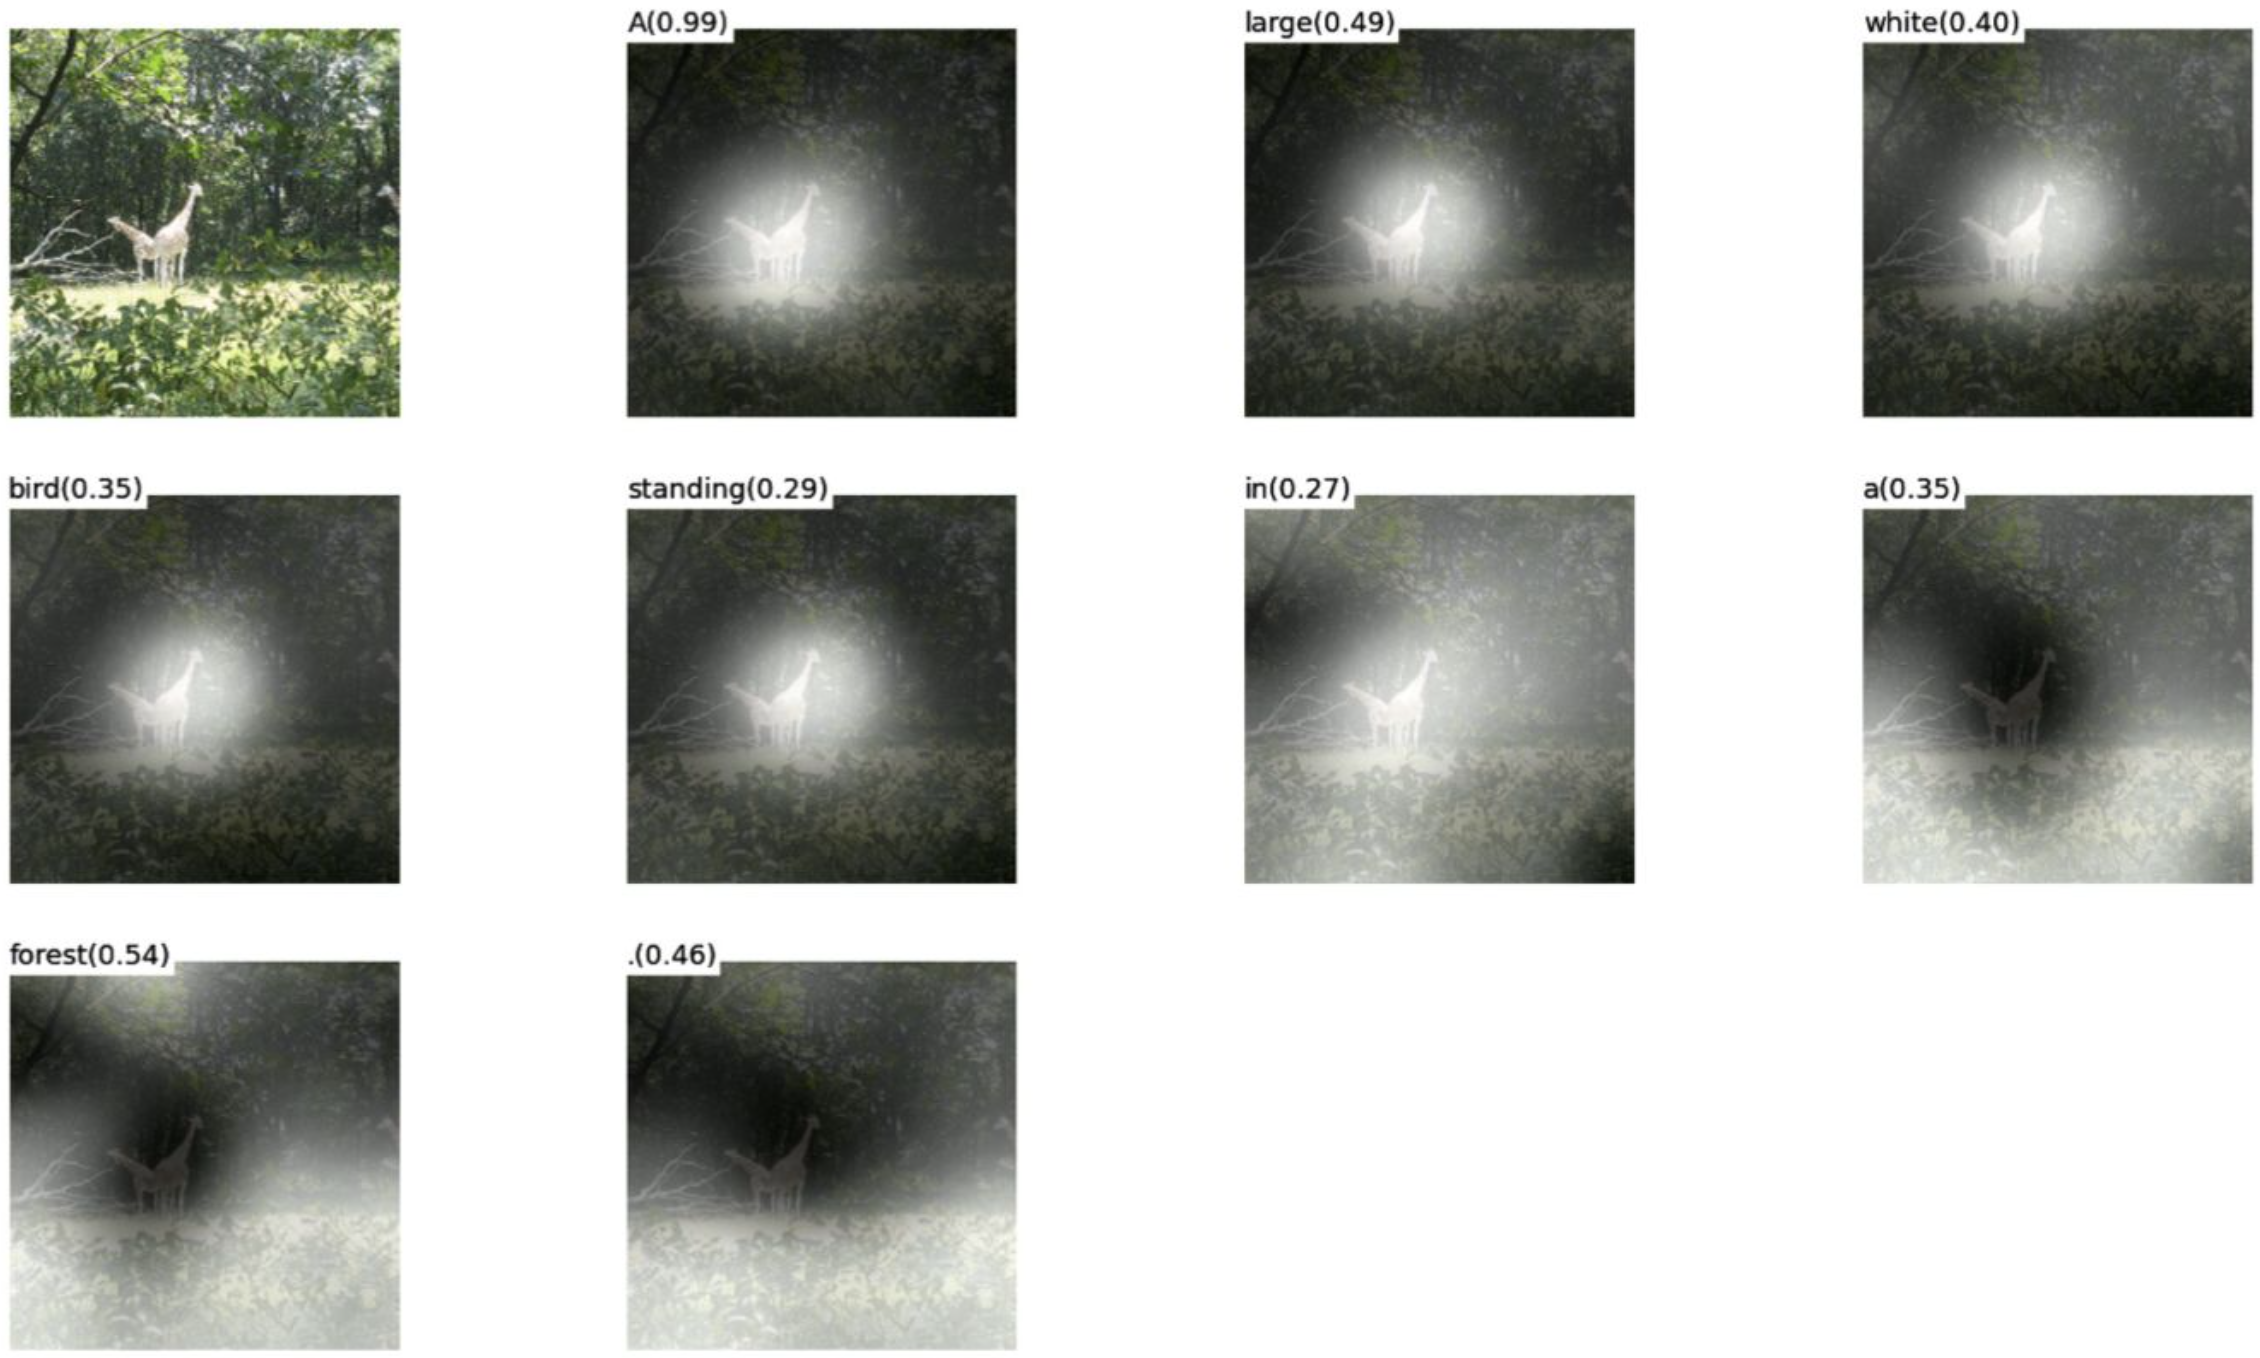 A(0.99)
large(0.49)
white(0.40)
bird(0.35)
standing(0.29)
in(0.27)
a(0.35)
forest(0.54)
.(0.46)